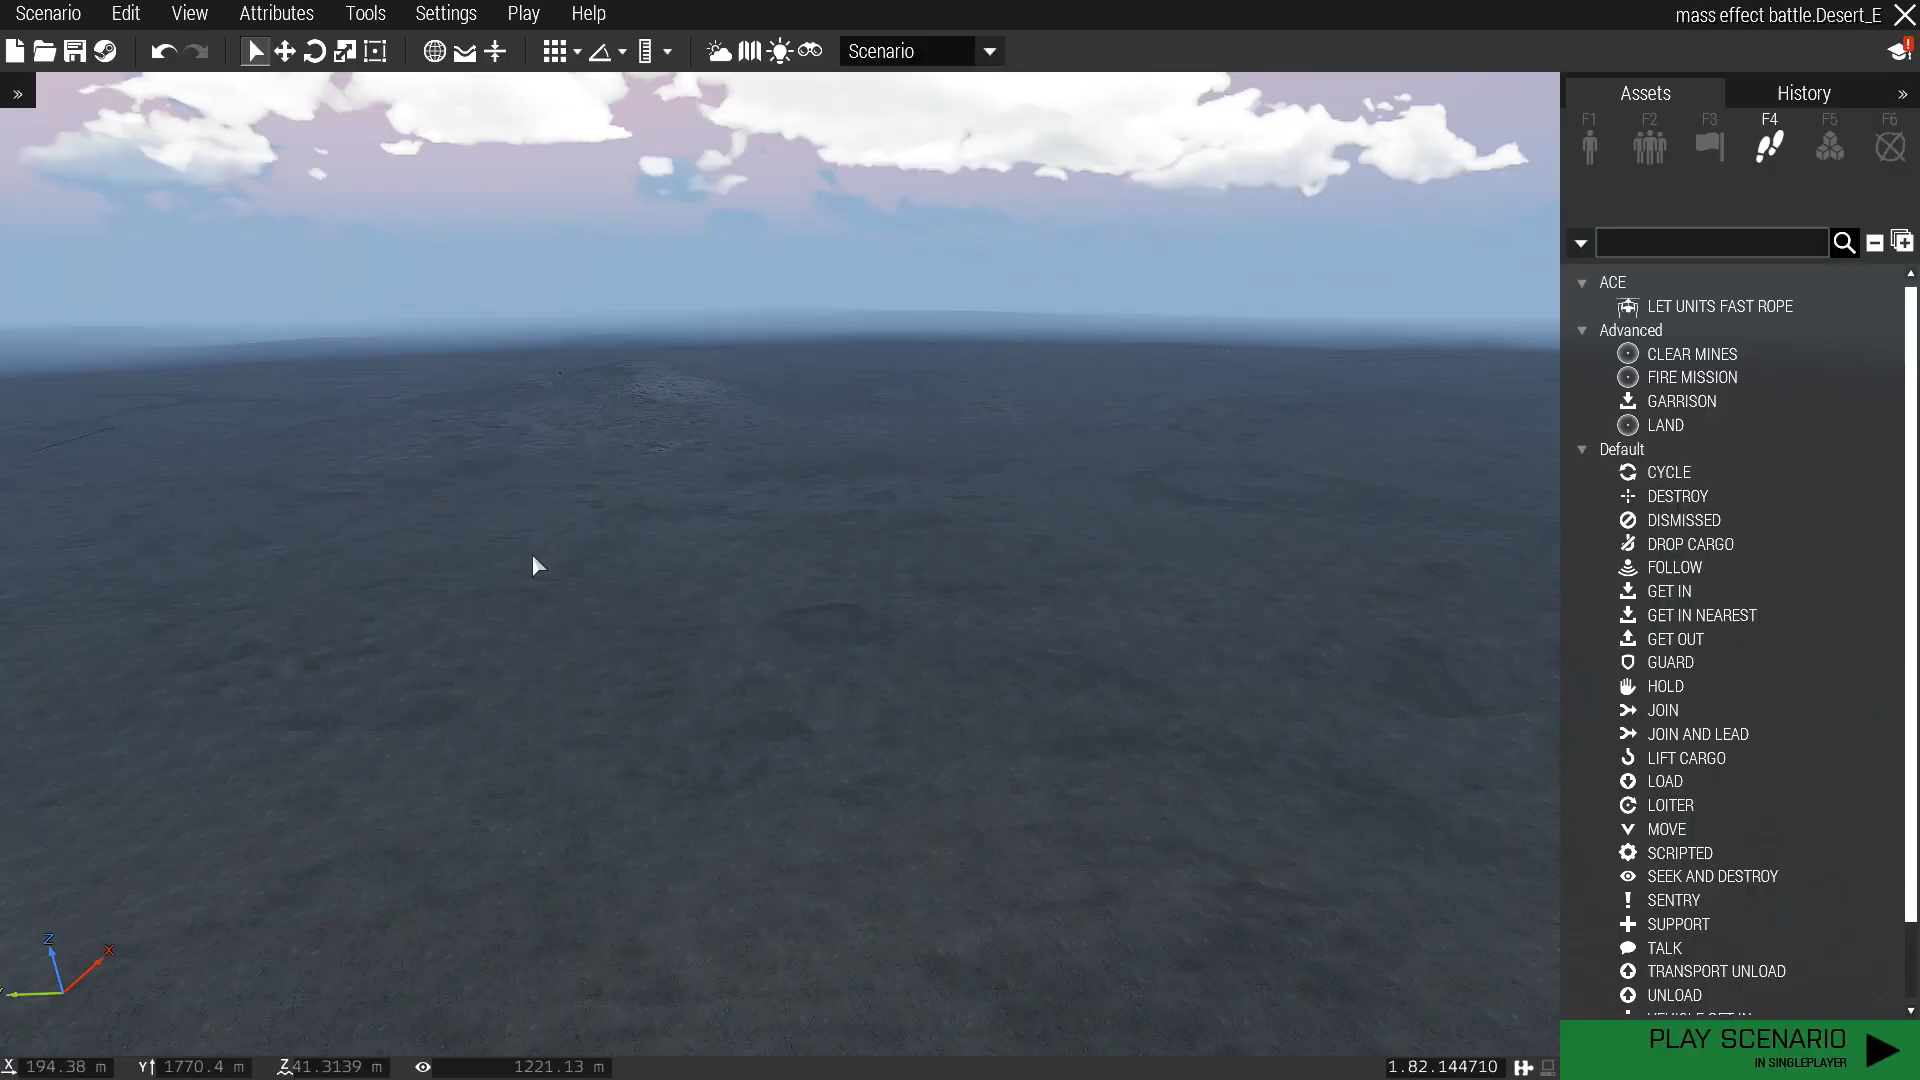 Scenario Edit View Attributes Tools Settings Play Help mass effect battle.Desert_E
Scenario
Assets History
F1 F2 F3 F4 F5 F6
ACE
LET UNITS FAST ROPE
Advanced
CLEAR MINES
FIRE MISSION
GARRISON
LAND
Default
CYCLE
DESTROY
DISMISSED
DROP CARGO
FOLLOW
GET IN
GET IN NEAREST
GET OUT
GUARD
HOLD
JOIN
JOIN AND LEAD
LIFT CARGO
LOAD
LOITER
MOVE
SCRIPTED
SEEK AND DESTROY
SENTRY
SUPPORT
TALK
TRANSPORT UNLOAD
UNLOAD
PLAY SCENARIO
IN SINGLEPLAYER
Z X
X 194.38 m Y 1770.4 m Z 41.3139 m 1221.13 m 1.82.144710